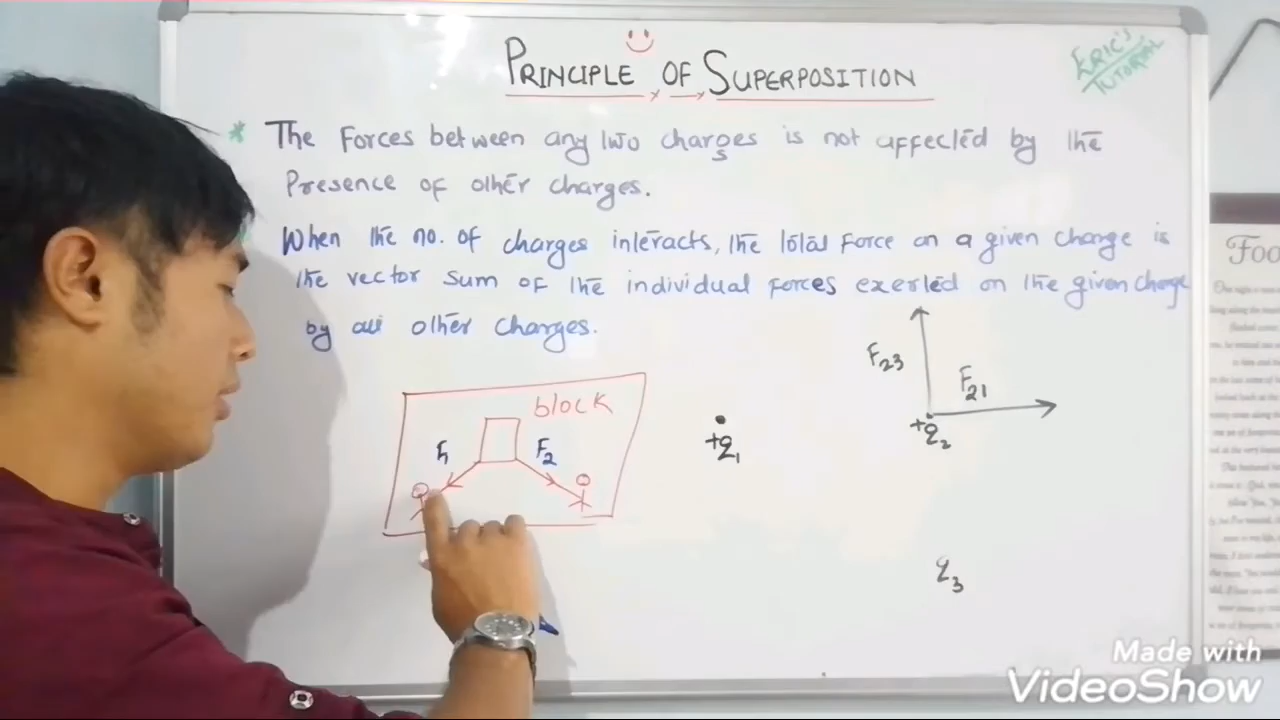 PRINCIPLE OF SUPERPOSITION
ERIC'S
TUTORIAL
* The Forces between any two charges is not affected by the
Presence of other charges.
When the no. of charges interacts, the total Force on a given charge is
the vector sum of the individual forces exerted on the given charge
by all other charges.
block
F1 F2
+q1
F23
F21
+q2
q3
Foo
Made with
VideoShow